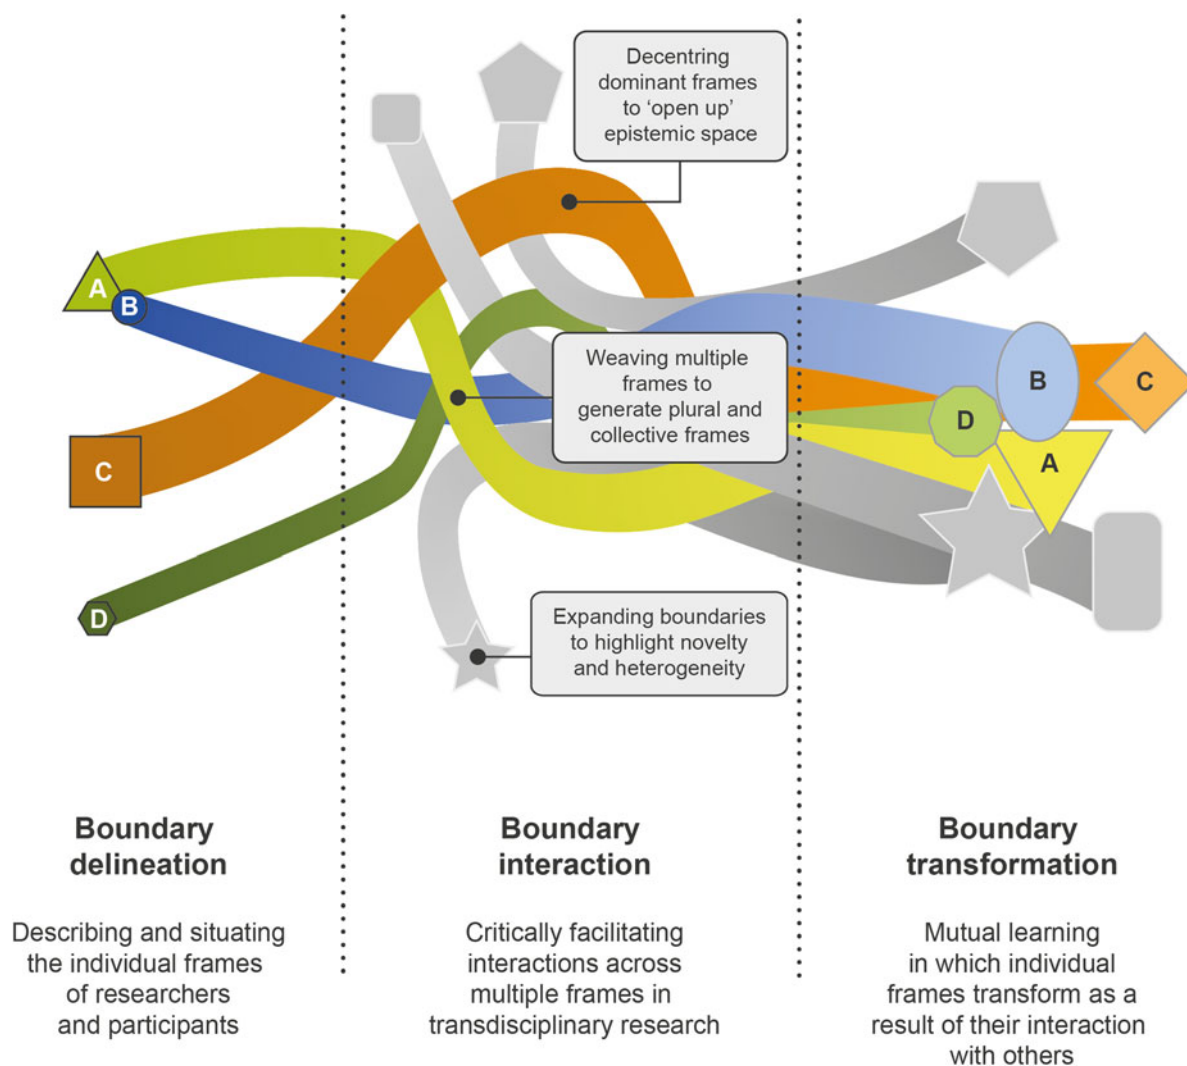 Decentring
dominant frames
to ‘open up’
epistemic space
A
B
C
D
Weaving multiple
frames to
generate plural and
collective frames
Expanding boundaries
to highlight novelty
and heterogeneity
B
C
D
A
Boundary
delineation
Describing and situating
the individual frames
of researchers
and participants
Boundary
interaction
Critically facilitating
interactions across
multiple frames in
transdisciplinary research
Boundary
transformation
Mutual learning
in which individual
frames transform as a
result of their interaction
with others